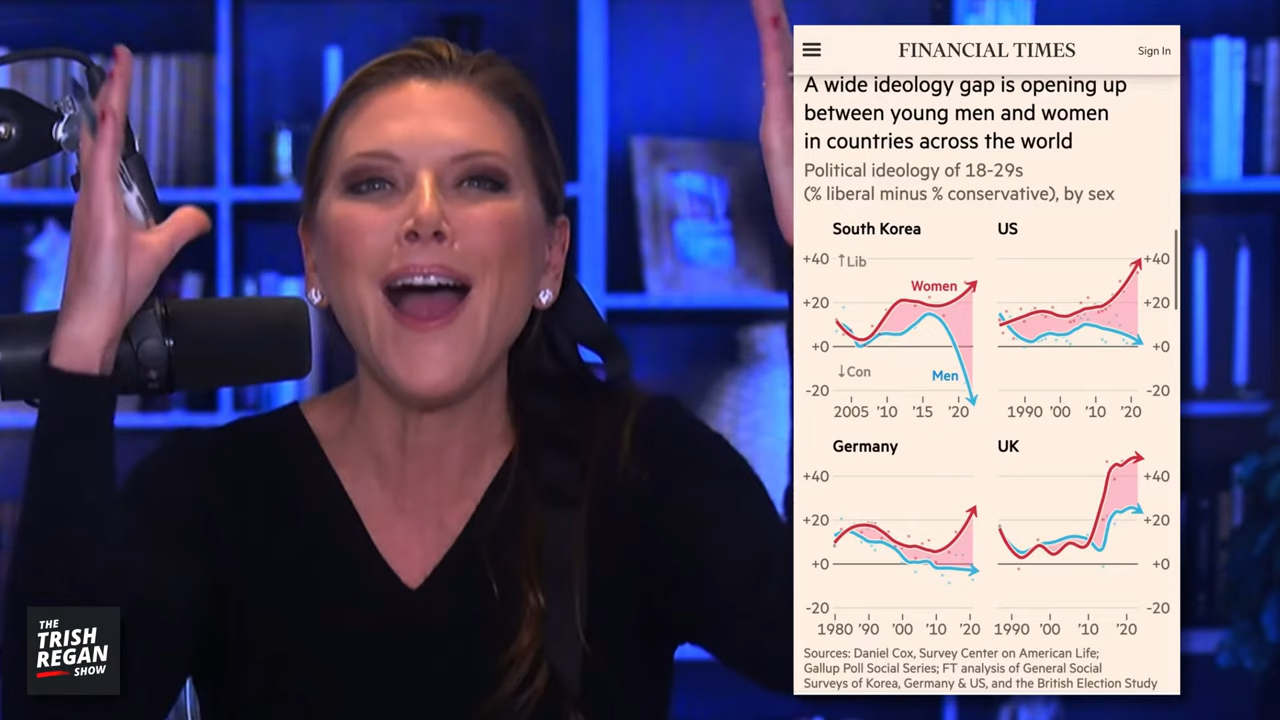 FINANCIAL TIMES
Sign In
A wide ideology gap is opening up
between young men and women
in countries across the world
Political ideology of 18-29s
(% liberal minus % conservative), by sex
South Korea
+40
↑Lib
Women
+20
+0
↓Con
Men
-20
2005 '10 '15 '20
US
+40
+20
+0
-20
1990 '00 '10 '20
Germany
+40
+20
+0
-20
1980 '90 '00 '10 '20
UK
+40
+20
+0
-20
1990 '00 '10 '20
Sources: Daniel Cox, Survey Center on American Life;
Gallup Poll Social Series; FT analysis of General Social
Surveys of Korea, Germany & US, and the British Election Study
THE
TRISH
REGAN
SHOW